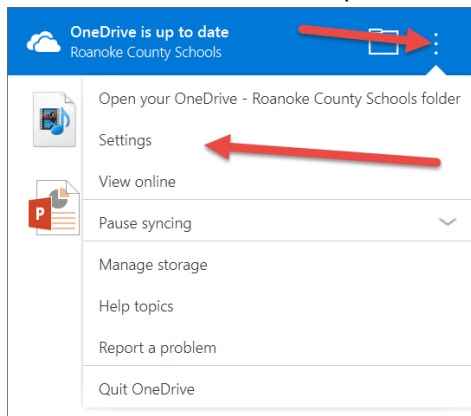 OneDrive is up to date
Roanoke County Schools
Open your OneDrive - Roanoke County Schools folder
Settings
View online
P
Pause syncing
Manage storage
Help topics
Report a problem
Quit OneDrive